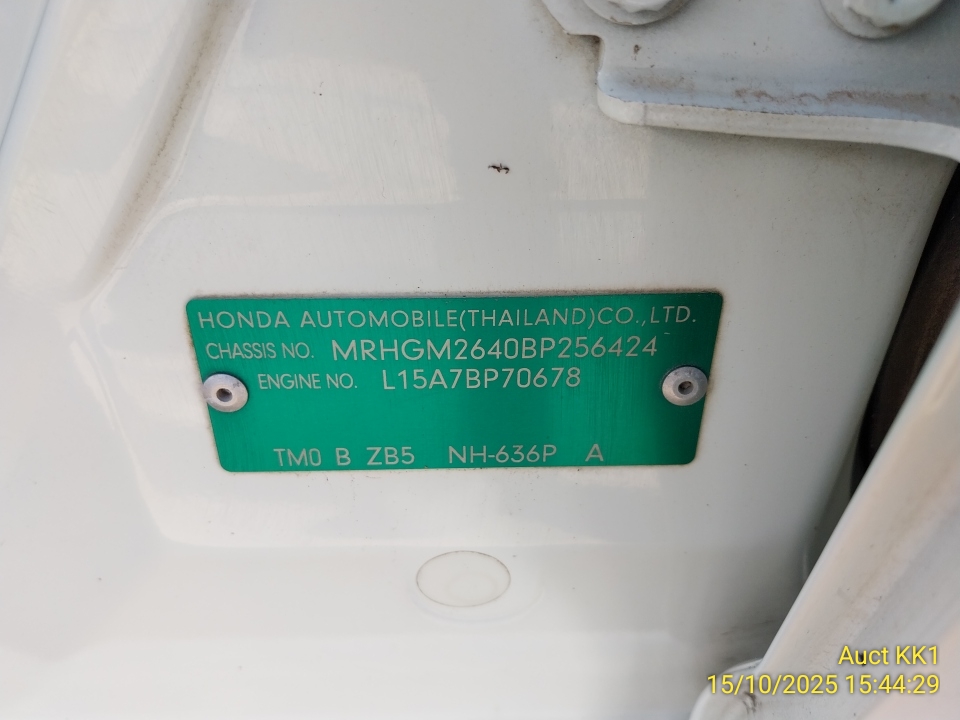 HONDA AUTOMOBILE(THAILAND)CO.,LTD.
CHASSIS NO. MRHGM2640BP256424
ENGINE NO. L15A7BP70678
TM0 B ZB5 NH-636P A
Auct KK1
15/10/2025 15:44:29